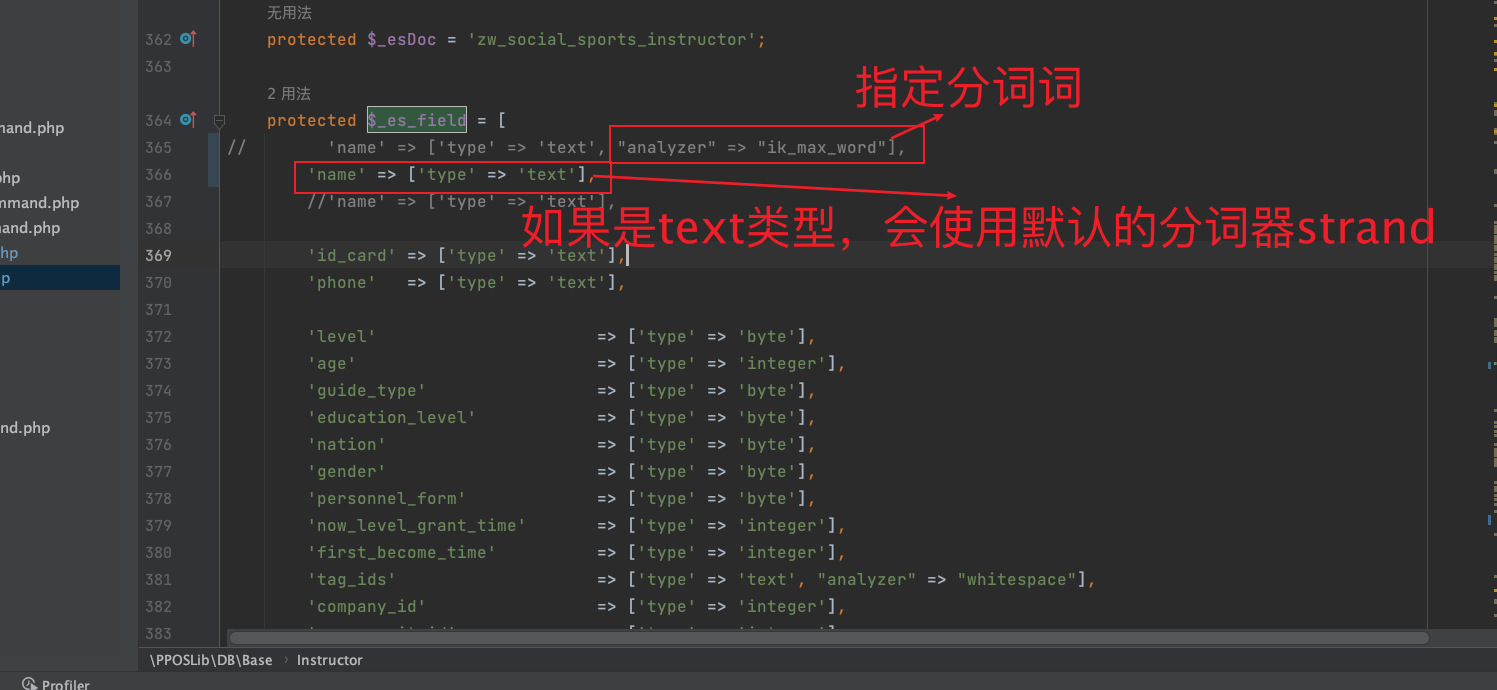 无用法
362 protected $_esDoc = 'zw_social_sports_instructor';
363
2 用法
指定分词词
364 protected $_es_field = [
mand.php
365 // 'name' => ['type' => 'text', "analyzer" => "ik_max_word"],
366 'name' => ['type' => 'text'],
hp
367 //'name' => ['type' => 'text'],
mmand.php
如果是text类型，会使用默认的分词器strand
368
and.php
369 'id_card' => ['type' => 'text'],
hp
370 'phone' => ['type' => 'text'],
p
371
372 'level' => ['type' => 'byte'],
373 'age' => ['type' => 'integer'],
374 'guide_type' => ['type' => 'byte'],
375 'education_level' => ['type' => 'byte'],
nd.php
376 'nation' => ['type' => 'byte'],
377 'gender' => ['type' => 'byte'],
378 'personnel_form' => ['type' => 'byte'],
379 'now_level_grant_time' => ['type' => 'integer'],
380 'first_become_time' => ['type' => 'integer'],
381 'tag_ids' => ['type' => 'text', "analyzer" => "whitespace"],
382 'company_id' => ['type' => 'integer'],
383
\PPOSLib\DB\Base › Instructor
Profiler